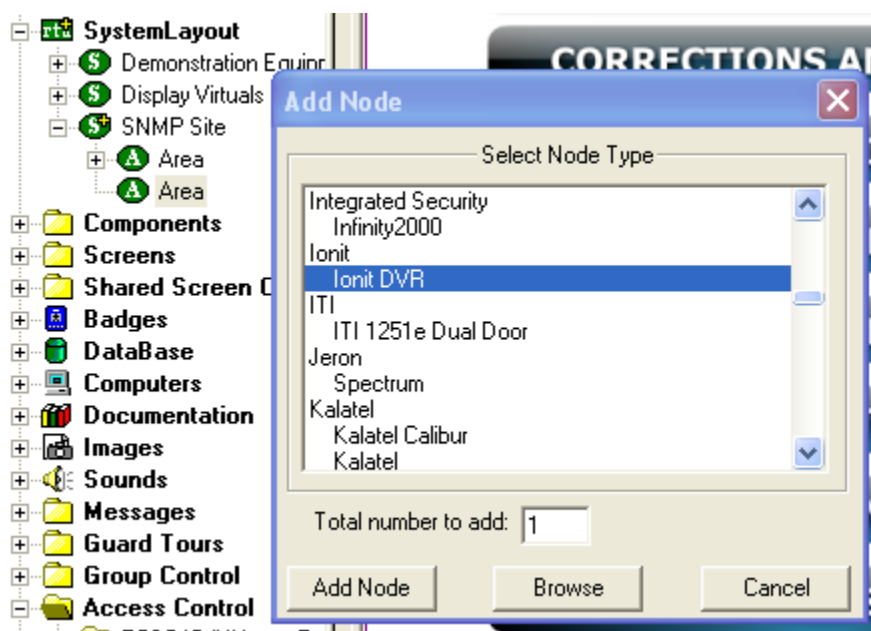 SystemLayout
Demonstration
Display Virtuals
SNMP Site
Area
Area
Components
Screens
Shared Screen
Badges
DataBase
Computers
Documentation
Images
Sounds
Messages
Guard Tours
Group Control
Access Control
CORRECTIONS
Add Node
Select Node Type
Integrated Security
Infinity2000
Ionit
Ionit DVR
ITI
ITI 1251e Dual Door
Jeron
Spectrum
Kalatel
Kalatel Calibur
Kalatel
Total number to add: 1
Add Node Browse Cancel